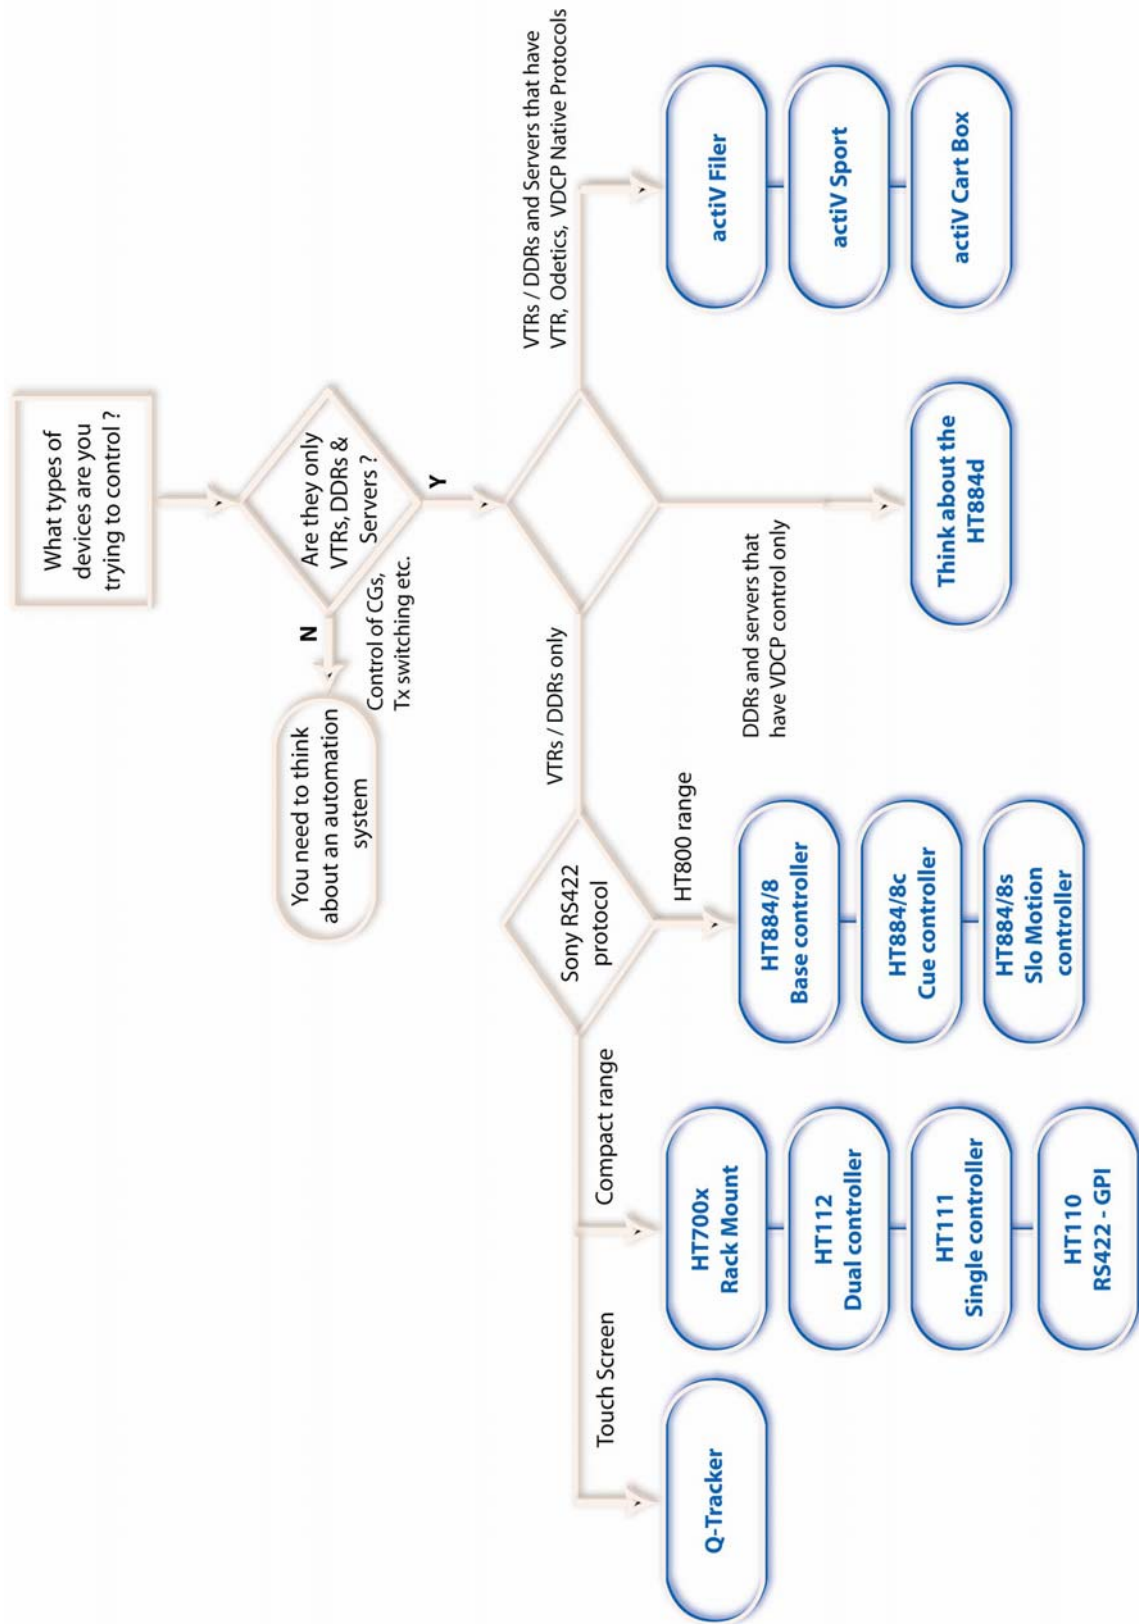 What types of
devices are you
trying to control ?
Are they only
VTRs, DDRs &
Servers ?
N
Y
Control of CGs,
Tx switching etc.
You need to think
about an automation
system
VTRs / DDRs only
VTRs / DDRs and Servers that have
VTR, Odetics, VDCP Native Protocols
DDRs and servers that
have VDCP control only
Sony RS422
protocol
Touch Screen
Compact range
HT800 range
Q-Tracker
HT700x
Rack Mount
HT112
Dual controller
HT111
Single controller
HT110
RS422 - GPI
HT884/8
Base controller
HT884/8c
Cue controller
HT884/8s
Slo Motion
controller
Think about the
HT884d
actiV Filer
actiV Sport
actiV Cart Box